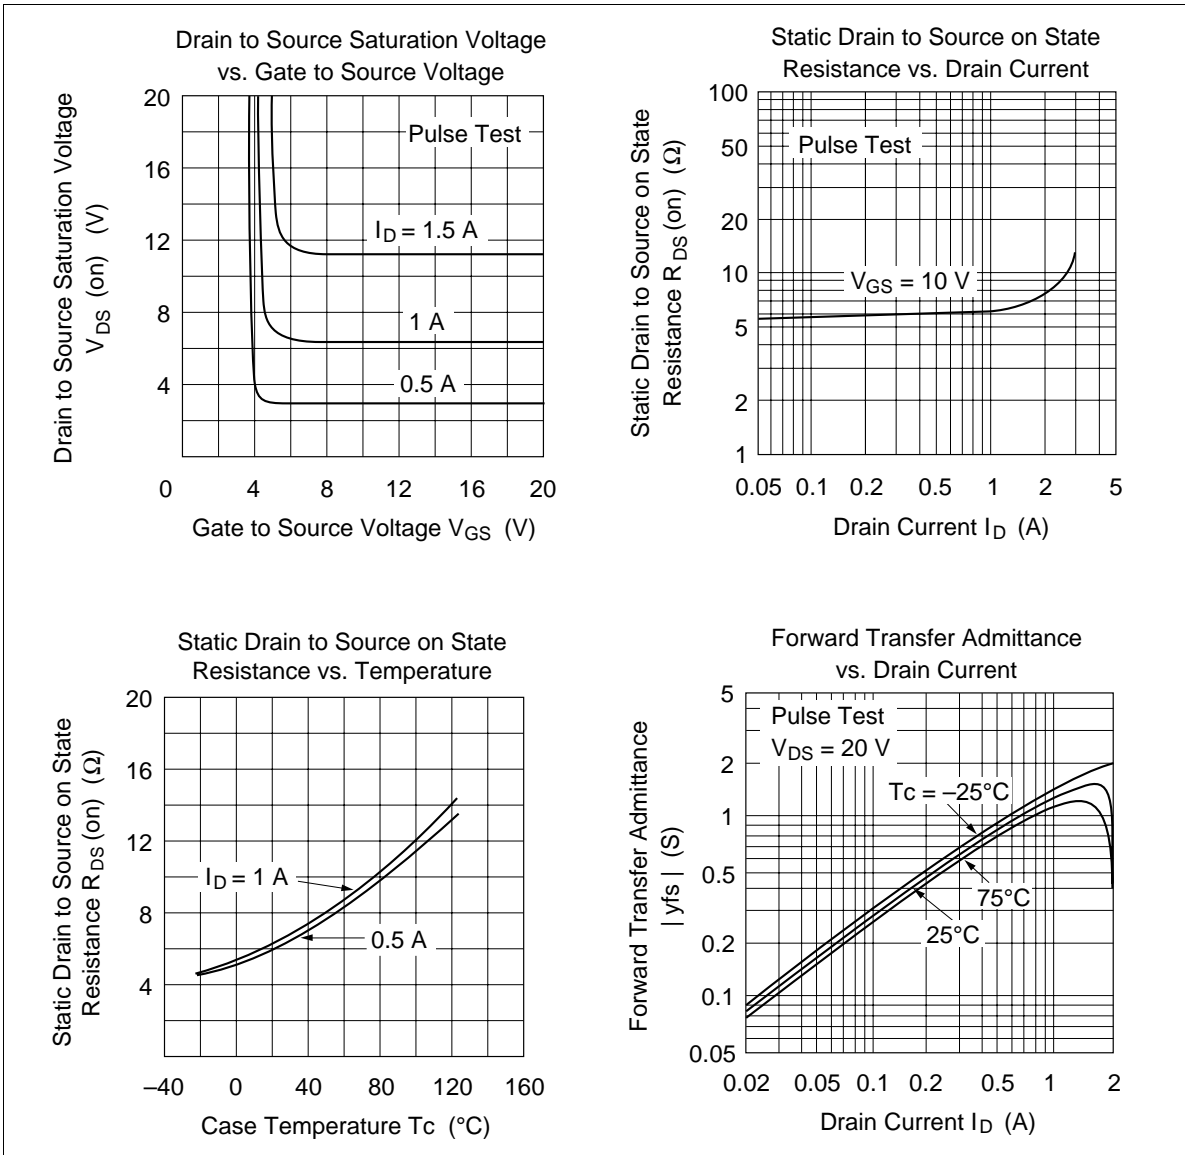 Drain to Source Saturation Voltage
vs. Gate to Source Voltage
20
16
12
8
4
0
4
8
12
16
20
Pulse Test
I_D = 1.5 A
1 A
0.5 A
Drain to Source Saturation Voltage
V_DS (on) (V)
Gate to Source Voltage V_GS (V)
Static Drain to Source on State
Resistance vs. Drain Current
100
50
20
10
5
2
1
0.05
0.1
0.2
0.5
1
2
5
Pulse Test
V_GS = 10 V
Static Drain to Source on State
Resistance R_DS(on) (Ω)
Drain Current I_D (A)
Static Drain to Source on State
Resistance vs. Temperature
20
16
12
8
4
–40
0
40
80
120
160
I_D = 1 A
0.5 A
Static Drain to Source on State
Resistance R_DS(on) (Ω)
Case Temperature Tc (°C)
Forward Transfer Admittance
vs. Drain Current
5
2
1
0.5
0.2
0.1
0.05
0.02
0.05
0.1
0.2
0.5
1
2
Pulse Test
V_DS = 20 V
Tc = –25°C
75°C
25°C
Forward Transfer Admittance
| yfs | (S)
Drain Current I_D (A)